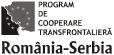 PROGRAM
DE
COOPERARE
TRANSFRONTALIERĂ
România-Serbia